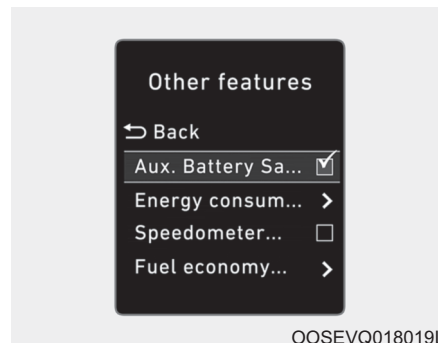 Other features
Back
Aux. Battery Sa...
Energy consum...
Speedometer...
Fuel economy...
OOSEVQ018019L